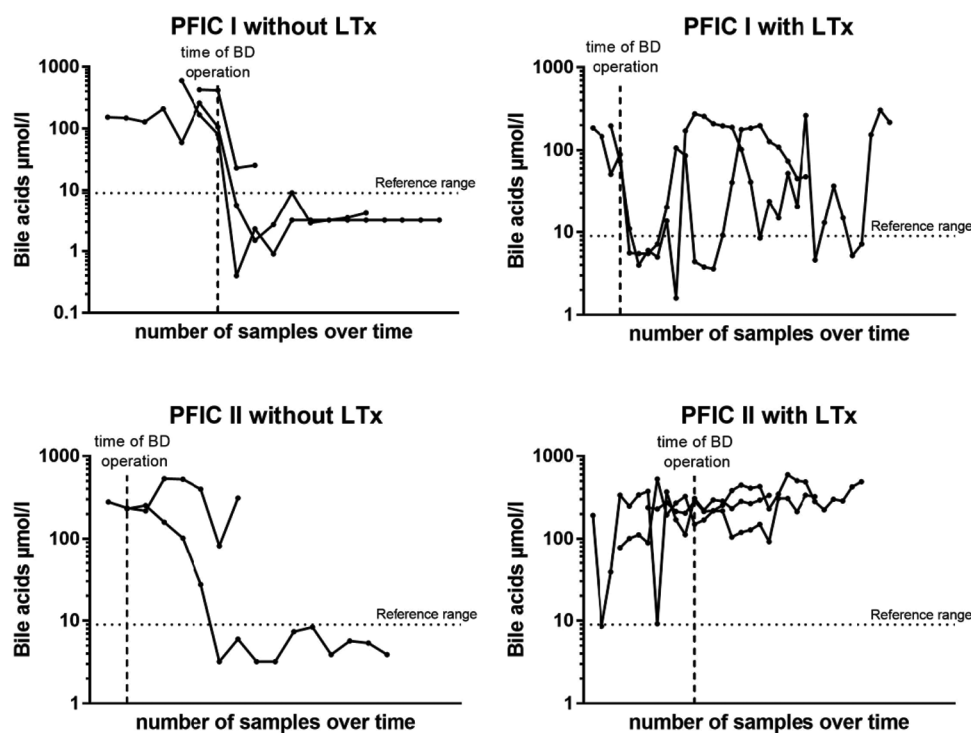 PFIC I without LTx
time of BD
operation
Bile acids µmol/l
1000
100
10
1
0.1
Reference range
number of samples over time
PFIC I with LTx
time of BD
operation
Bile acids µmol/l
1000
100
10
1
Reference range
number of samples over time
PFIC II without LTx
time of BD
operation
Bile acids µmol/l
1000
100
10
1
Reference range
number of samples over time
PFIC II with LTx
time of BD
operation
Bile acids µmol/l
1000
100
10
1
Reference range
number of samples over time